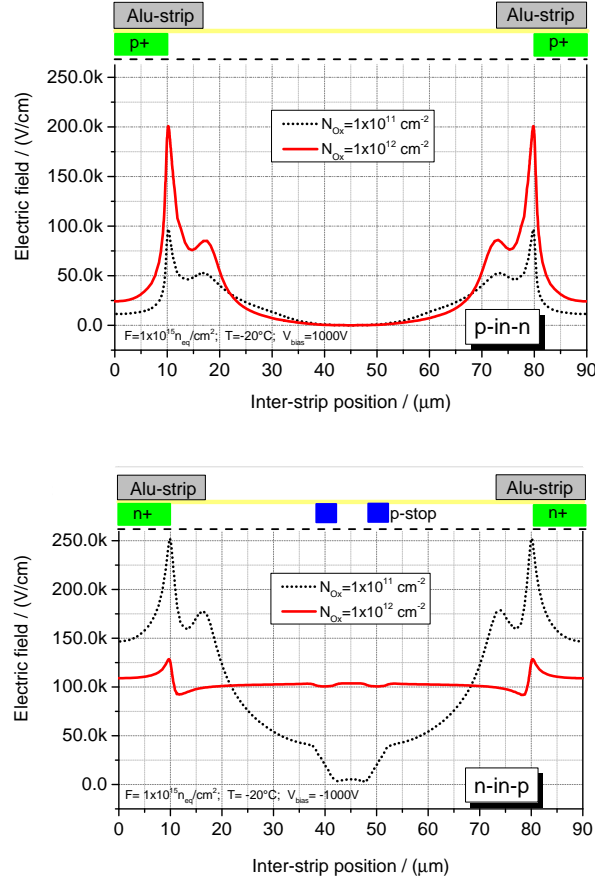 Alu-strip Alu-strip
p+ p+
250.0k
200.0k
150.0k
100.0k
50.0k
0.0
Electric field / (V/cm)
N_Ox=1x10^11 cm^-2
N_Ox=1x10^12 cm^-2
F=1x10^15n_eq/cm^2; T=-20°C; V_bias=1000V
p-in-n
0 10 20 30 40 50 60 70 80 90
Inter-strip position / (μm)
Alu-strip Alu-strip
n+ p-stop n+
250.0k
200.0k
150.0k
100.0k
50.0k
0.0
Electric field / (V/cm)
N_Ox=1x10^11 cm^-2
N_Ox=1x10^12 cm^-2
F= 1x10^15n_eq/cm^2; T= -20°C; V_bias= -1000V
n-in-p
0 10 20 30 40 50 60 70 80 90
Inter-strip position / (μm)